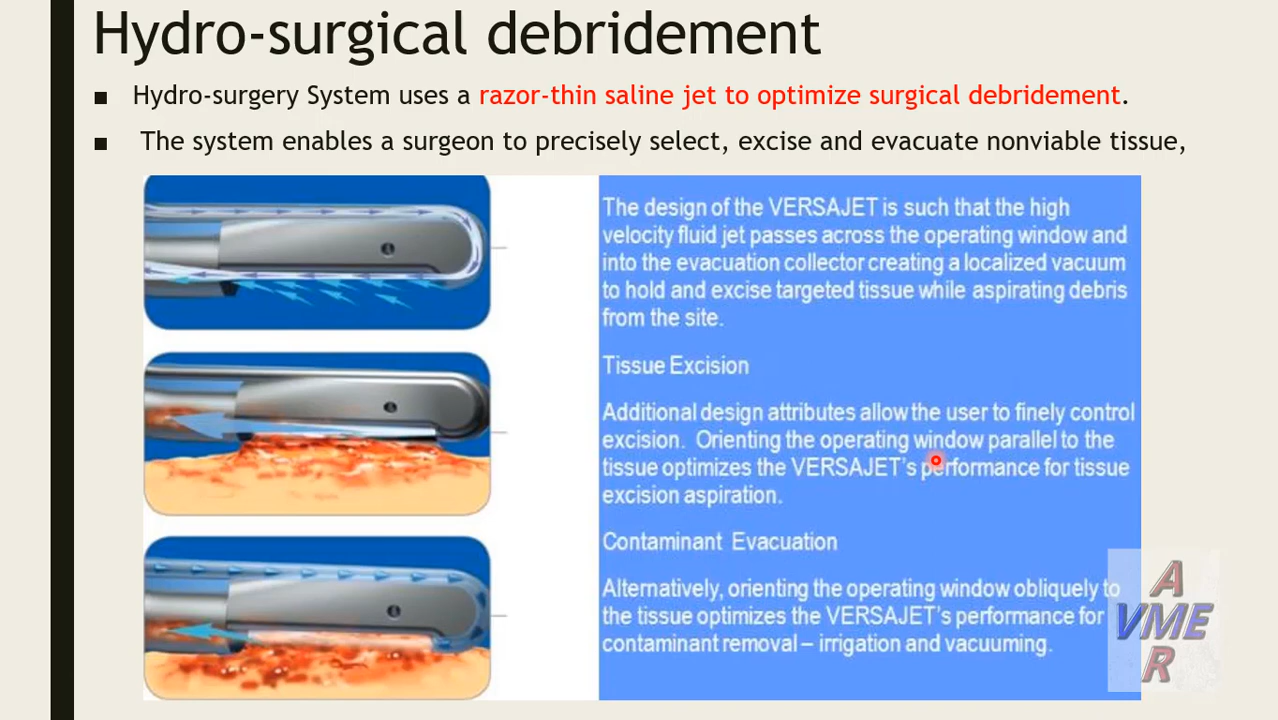 Hydro-surgical debridement
■ Hydro-surgery System uses a razor-thin saline jet to optimize surgical debridement.
■ The system enables a surgeon to precisely select, excise and evacuate nonviable tissue,
The design of the VERSAJET is such that the high
velocity fluid jet passes across the operating window and
into the evacuation collector creating a localized vacuum
to hold and excise targeted tissue while aspirating debris
from the site.
Tissue Excision
Additional design attributes allow the user to finely control
excision. Orienting the operating window parallel to the
tissue optimizes the VERSAJET's performance for tissue
excision aspiration.
Contaminant Evacuation
Alternatively, orienting the operating window obliquely to
the tissue optimizes the VERSAJET's performance for
contaminant removal – irrigation and vacuuming.
A
VMER
R